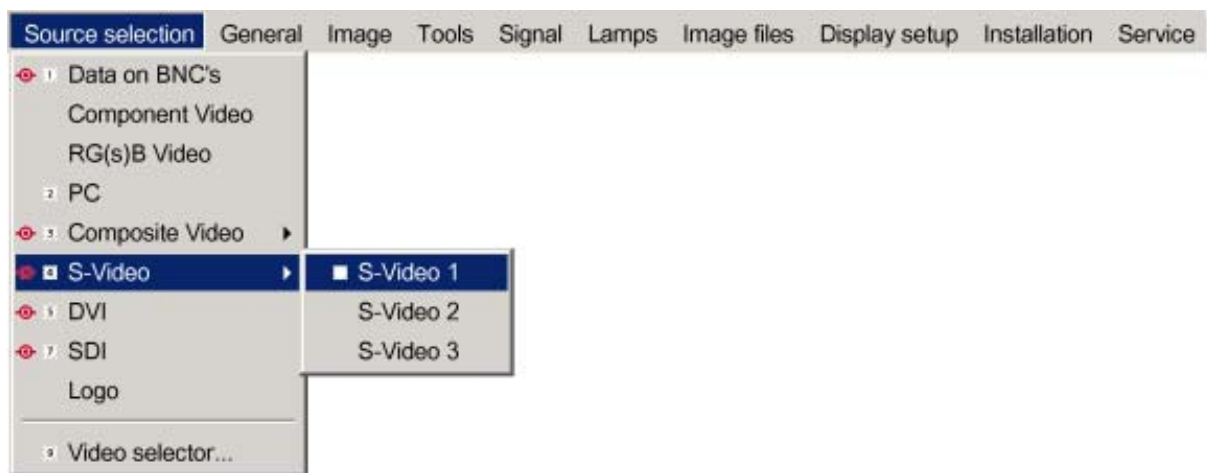 Source selection General Image Tools Signal Lamps Image files Display setup Installation Service
1 Data on BNC's
Component Video
RG(s)B Video
2 PC
3 Composite Video
4 S-Video
S-Video 1
S-Video 2
S-Video 3
DVI
7 SDI
Logo
9 Video selector...